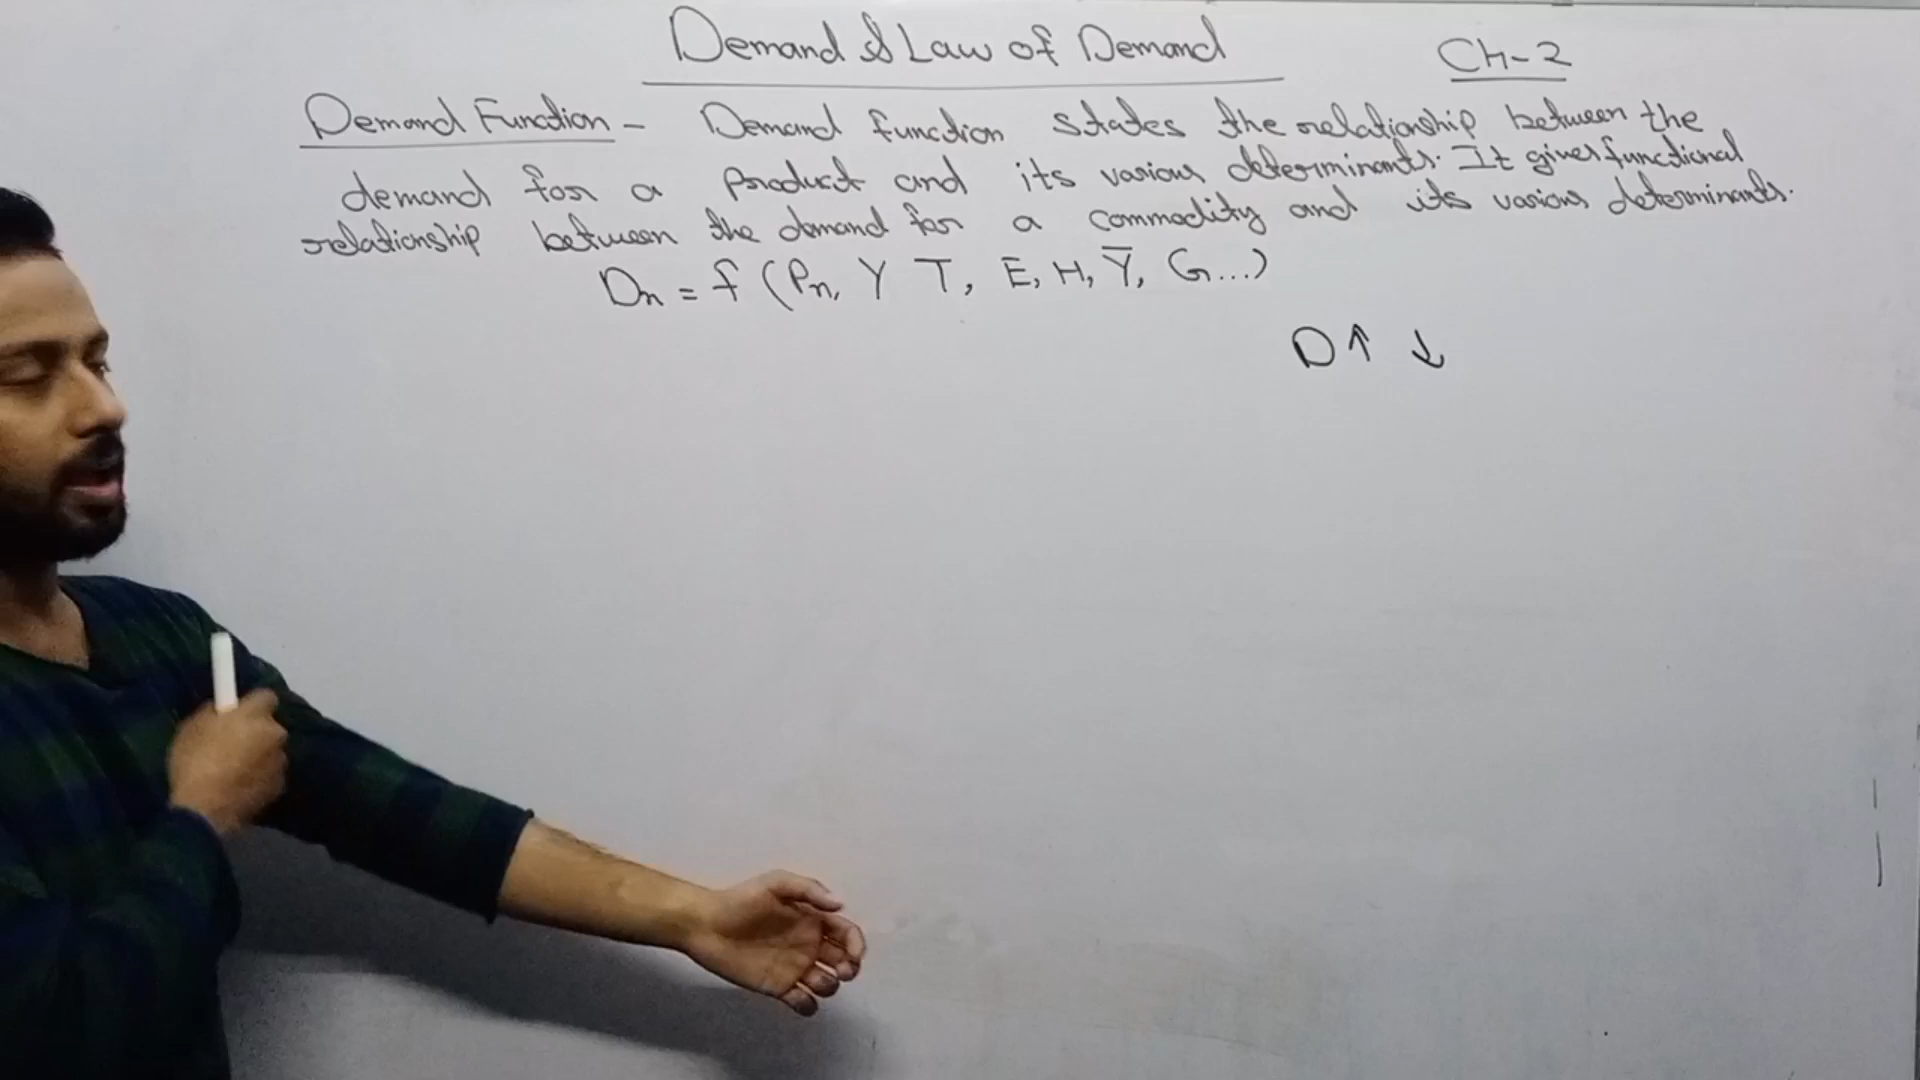 Demand & Law of Demand
Ch-2
Demand Function - Demand function states the relationship between the
demand for a product and its various determinants. It gives functional
relationship between the demand for a commodity and its various determinants.
Dn = f (Pn, Y T, E, H, Ȳ, G...)
D↑ ↓